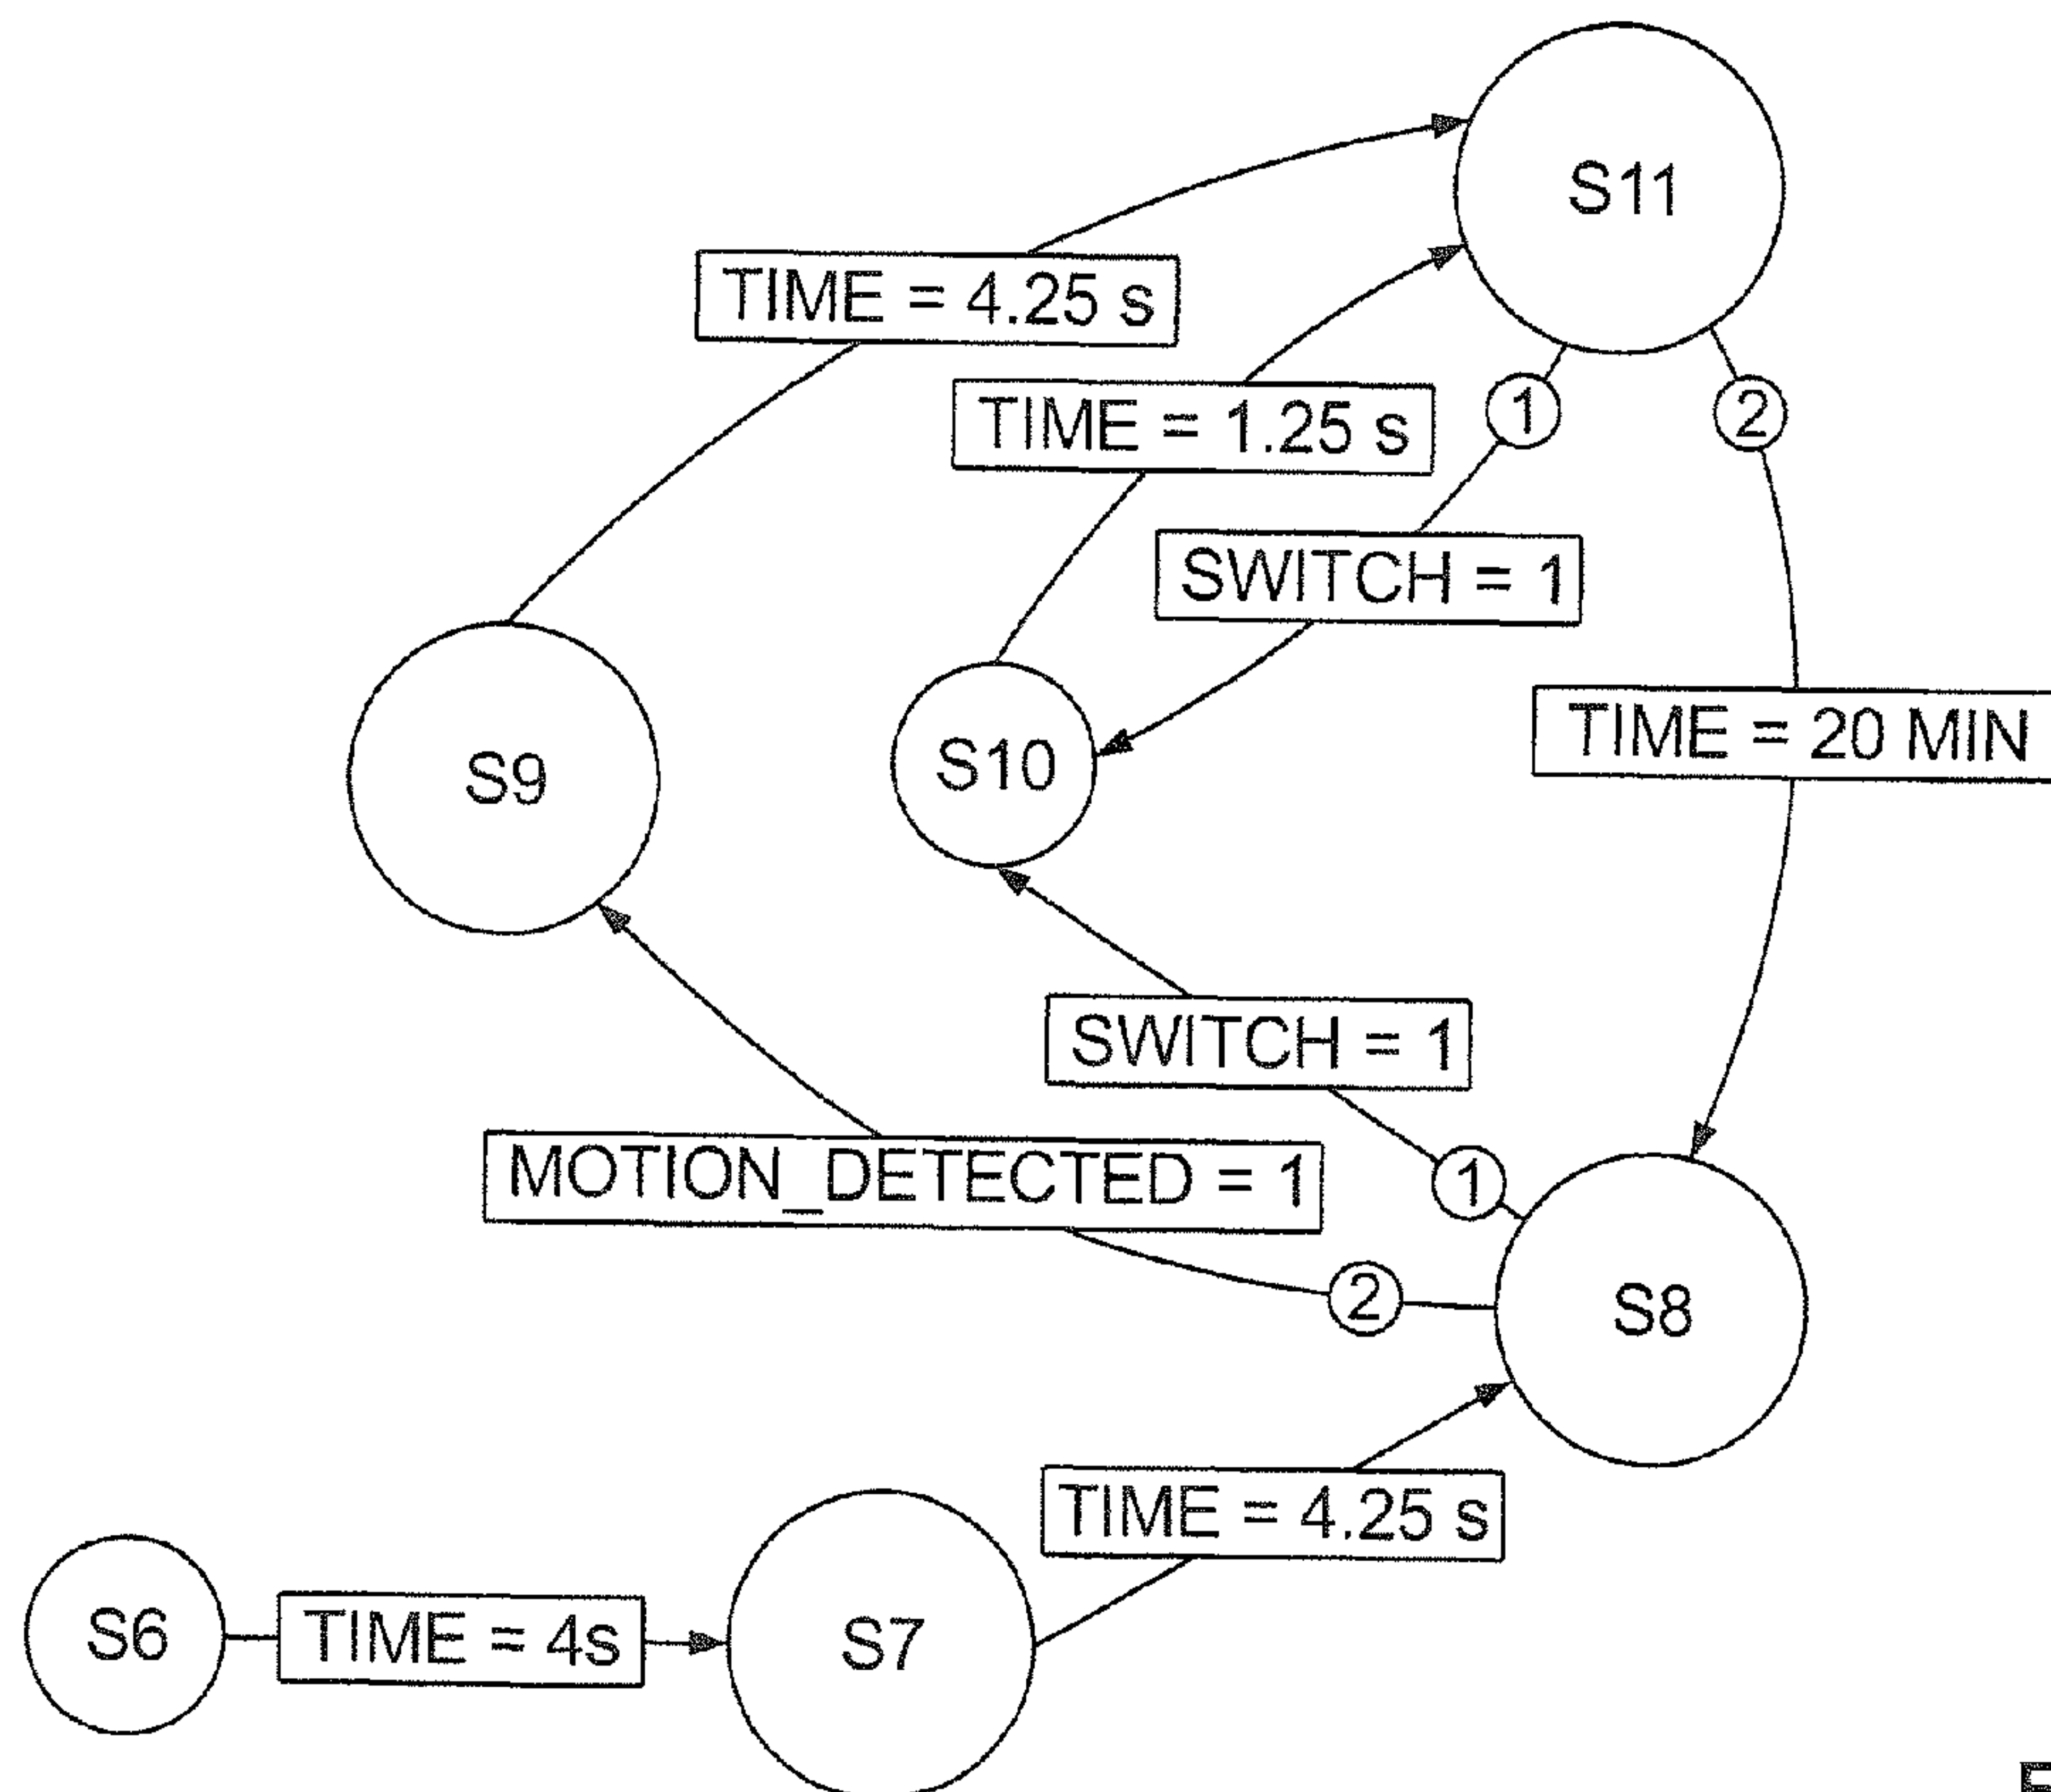 S11
TIME = 4.25 s
TIME = 1.25 s
1
2
SWITCH = 1
TIME = 20 MIN
S9
S10
SWITCH = 1
MOTION_DETECTED = 1
1
2
S8
TIME = 4.25 s
S6
TIME = 4s
S7